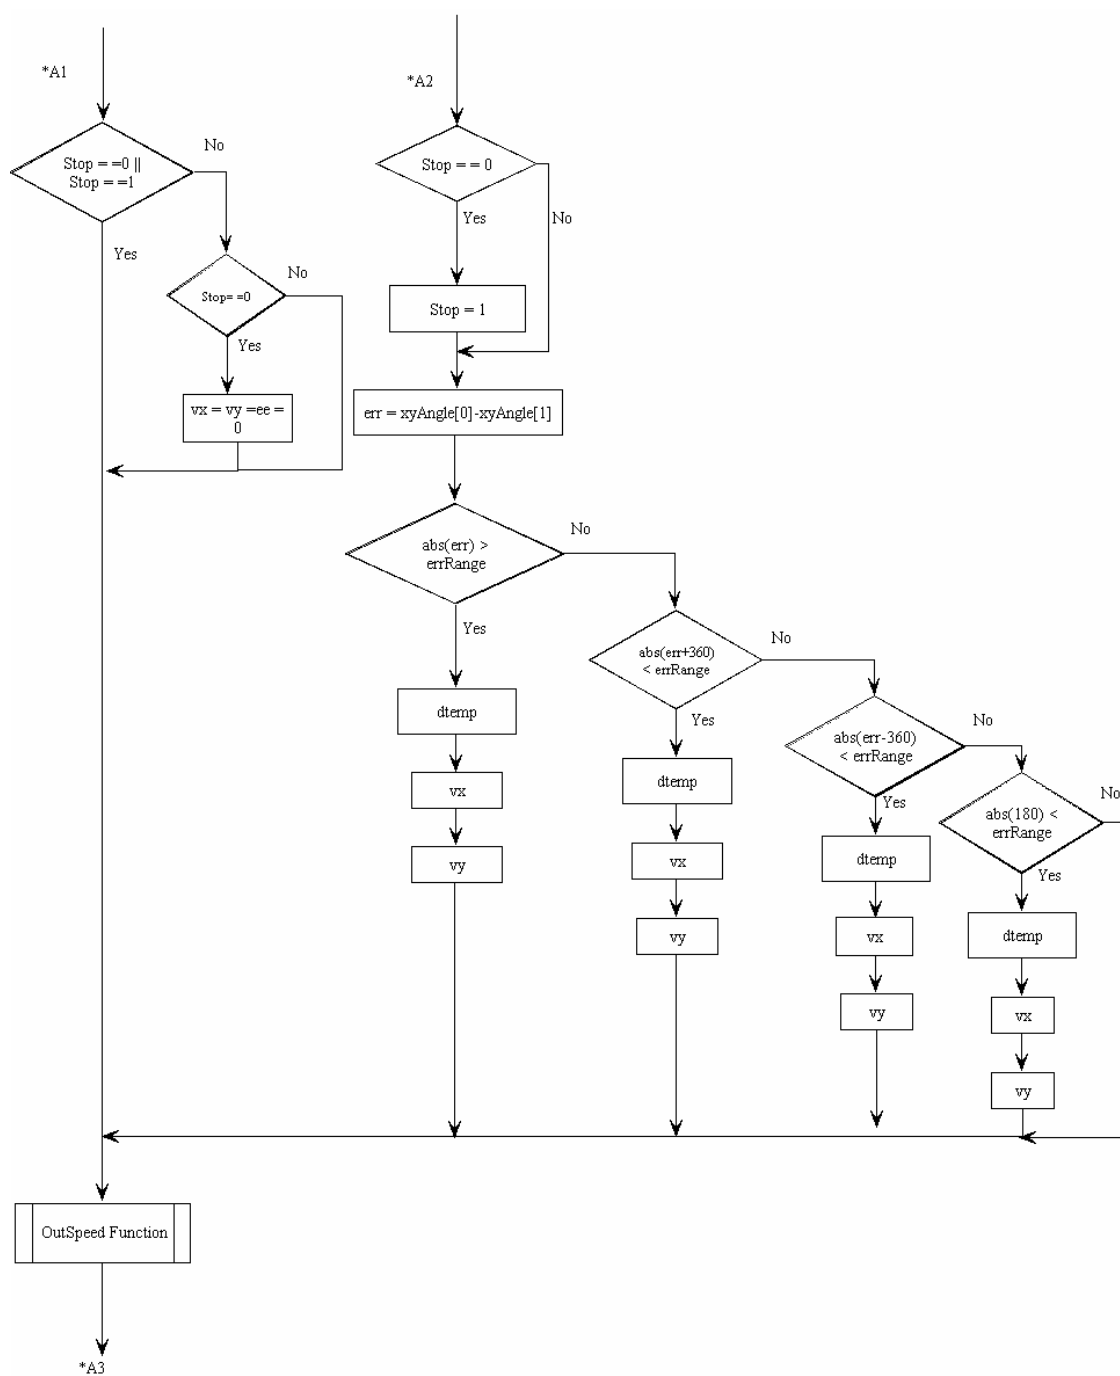 *A1
*A2
Stop = =0 ||
Stop = =1
No
Yes
Stop= =0
No
Yes
vx = vy =ee =
0
Stop = = 0
Yes
No
Stop = 1
err = xyAngle[0]-xyAngle[1]
abs(err) >
errRange
No
Yes
dtemp
vx
vy
abs(err+360)
< errRange
No
Yes
dtemp
vx
vy
abs(err-360)
< errRange
No
Yes
dtemp
vx
vy
abs(180) <
errRange
No
Yes
dtemp
vx
vy
OutSpeed Function
*A3